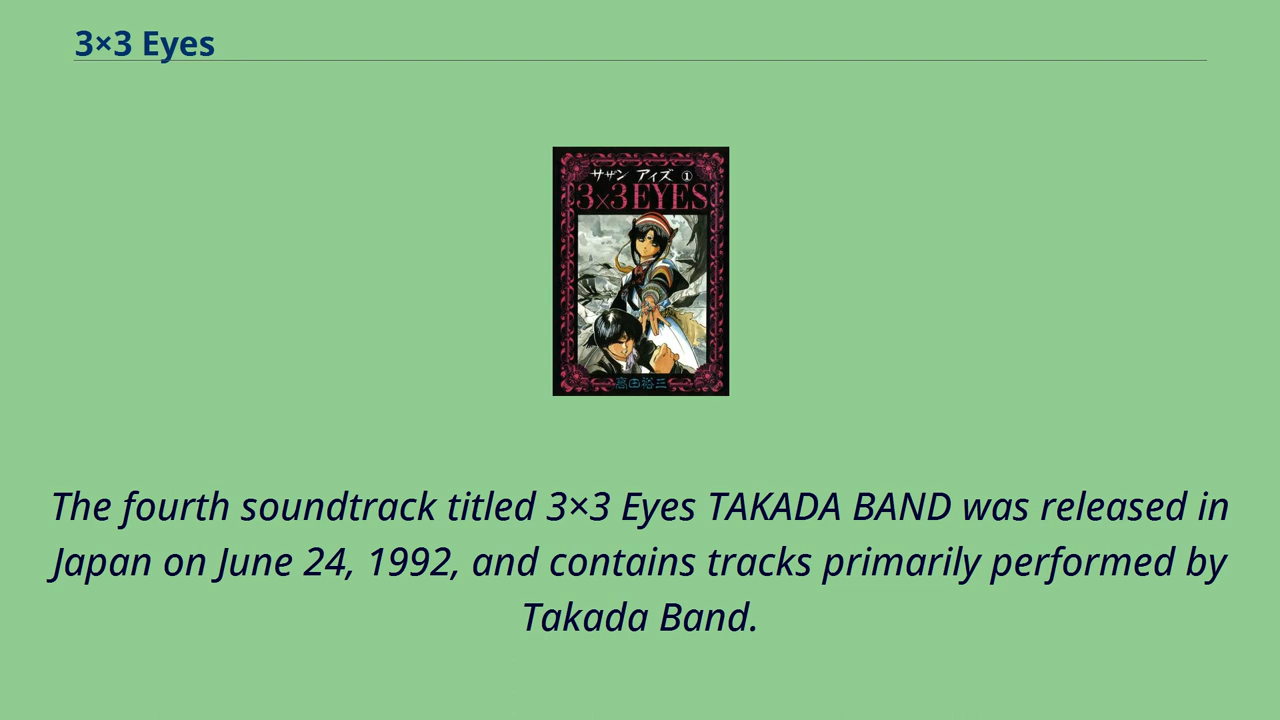 3×3 Eyes
サザン アイズ ①
3×3 EYES
高田裕三
The fourth soundtrack titled 3×3 Eyes TAKADA BAND was released in
Japan on June 24, 1992, and contains tracks primarily performed by
Takada Band.